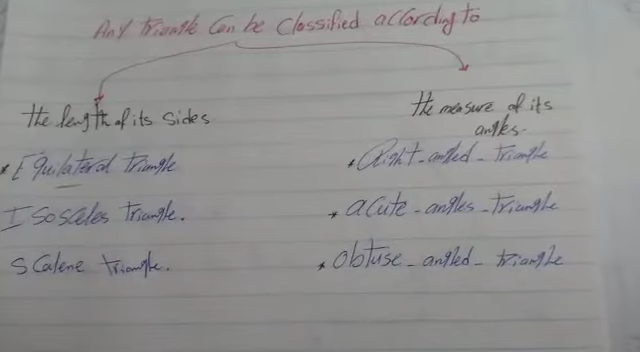 Any triangle can be classified according to
the length of its sides
* Equilateral triangle
Isosceles triangle.
Scalene triangle.
the measure of its
angles.
* Right-angled-triangle
* acute-angles-triangle
* obtuse-angled-triangle